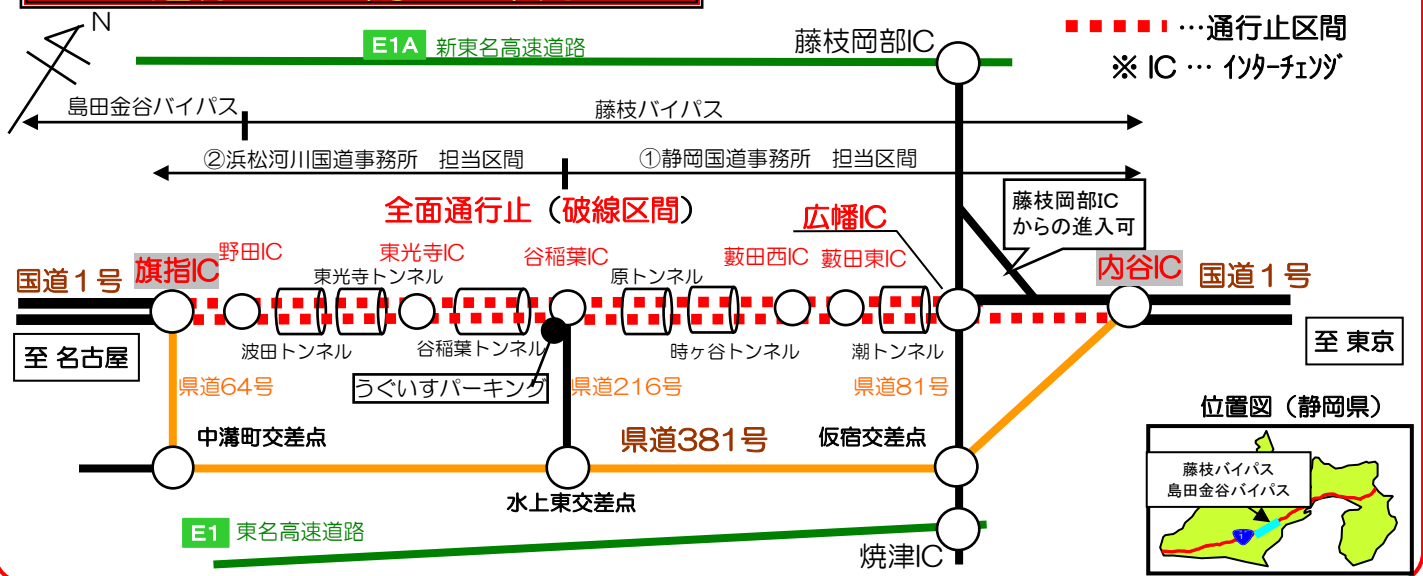 N
E1A 新東名高速道路
藤枝岡部IC
…通行止区間
※ IC … インターチェンジ
島田金谷バイパス
藤枝バイパス
②浜松河川国道事務所 担当区間
①静岡国道事務所 担当区間
全面通行止(破線区間)
広幡IC
藤枝岡部IC
からの進入可
国道1号
旗指IC
野田IC
東光寺IC
谷稲葉IC
藪田西IC
藪田東IC
内谷IC
国道1号
東光寺トンネル
原トンネル
至 名古屋
波田トンネル
谷稲葉トンネル
時ヶ谷トンネル
潮トンネル
至 東京
県道64号
うぐいすパーキング
県道216号
県道81号
中溝町交差点
県道381号
仮宿交差点
水上東交差点
E1 東名高速道路
焼津IC
位置図(静岡県)
藤枝バイパス
島田金谷バイパス
1